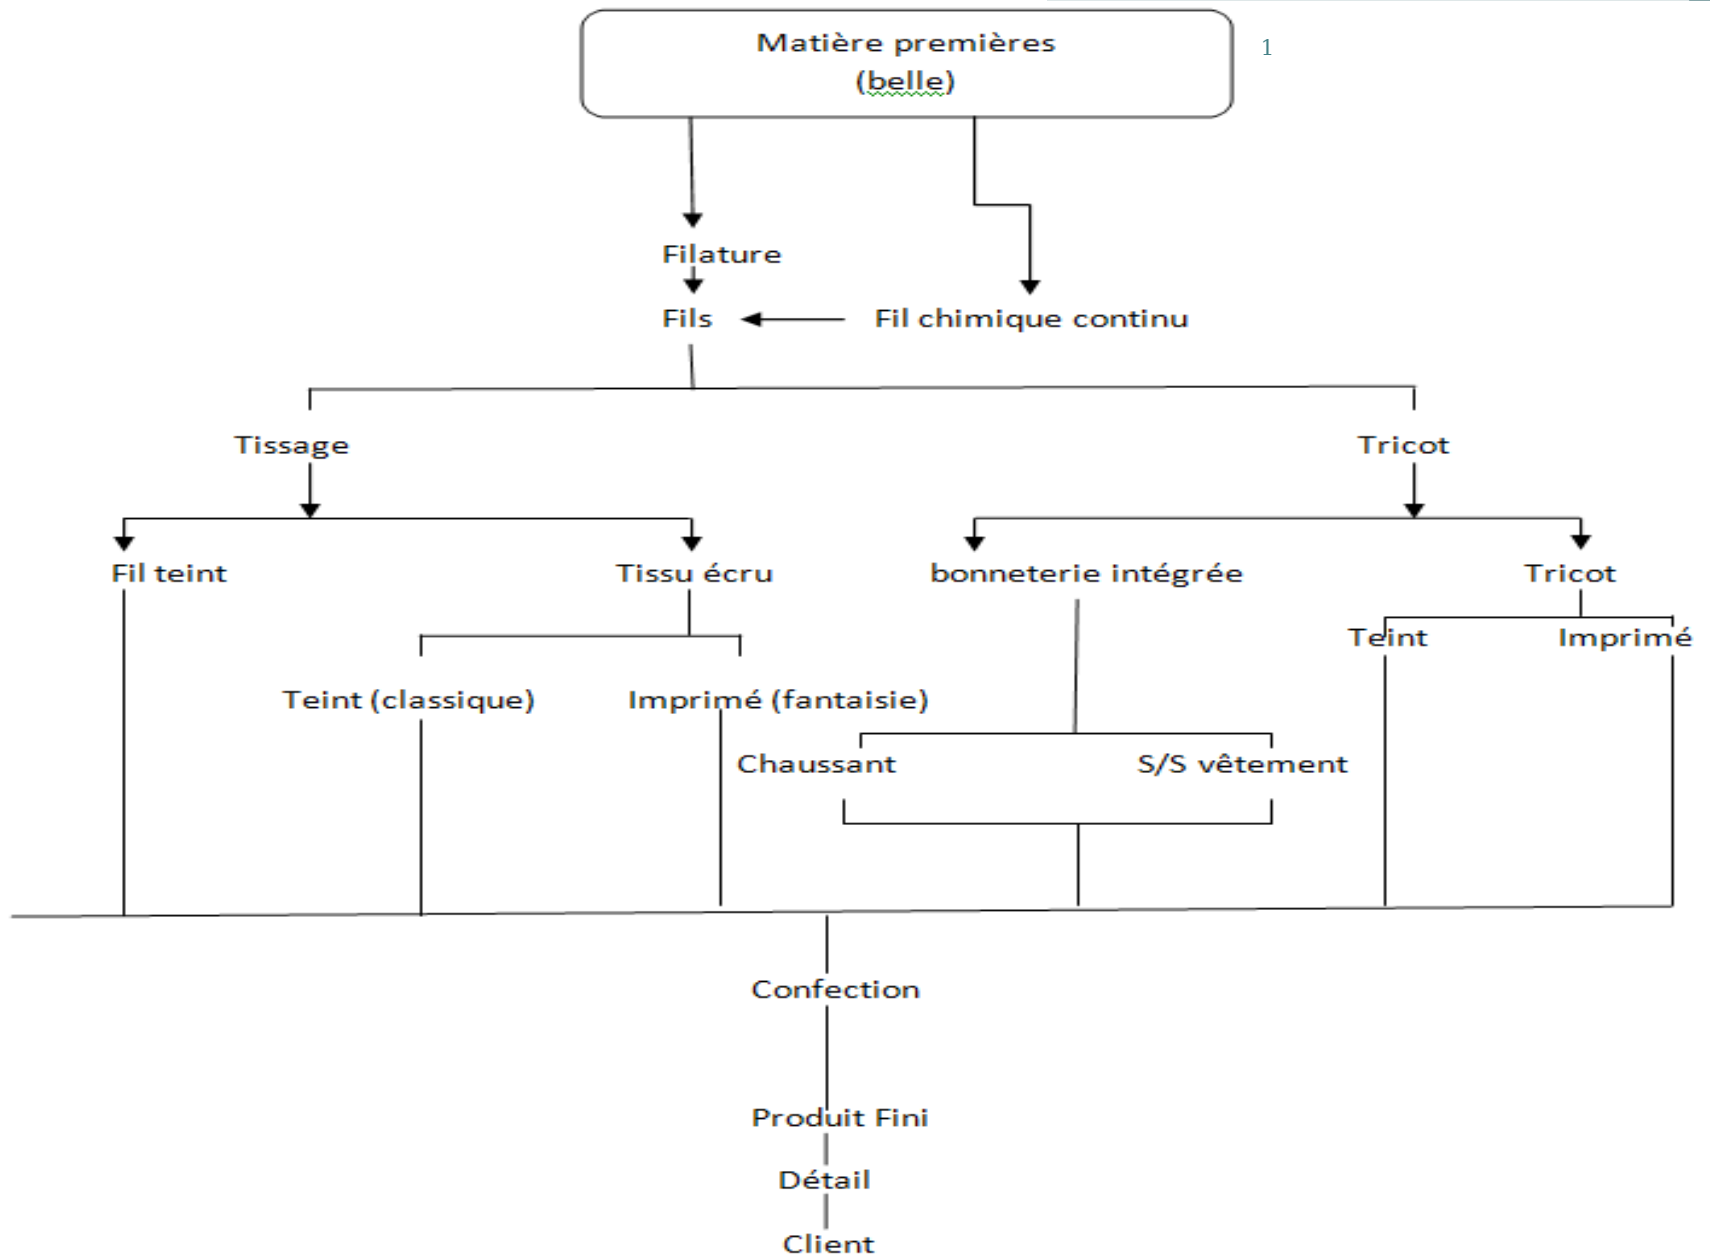 Matière premières
(belle)
1
Filature
Fils
Fil chimique continu
Tissage
Tricot
Fil teint
Tissu écru
bonneterie intégrée
Tricot
Teint
Imprimé
Teint (classique)
Imprimé (fantaisie)
Chaussant
S/S vêtement
Confection
Produit Fini
Détail
Client